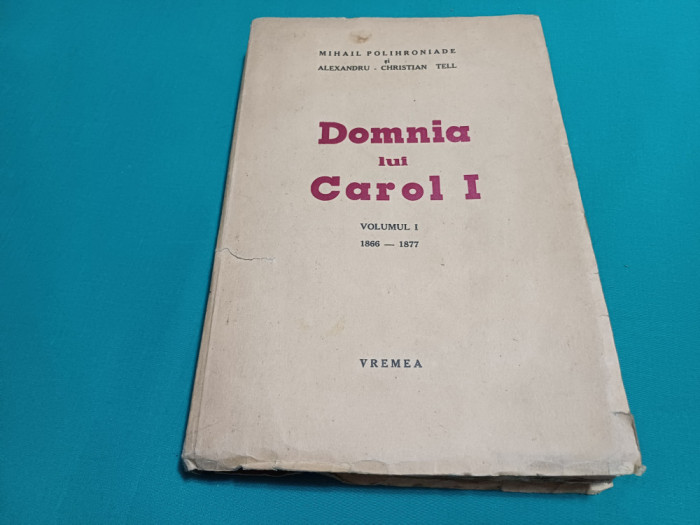 MIHAIL POLIHRONIADE
și
ALEXANDRU - CHRISTIAN TELL
Domnia
lui
Carol I
VOLUMUL I
1866 — 1877
VREMEA